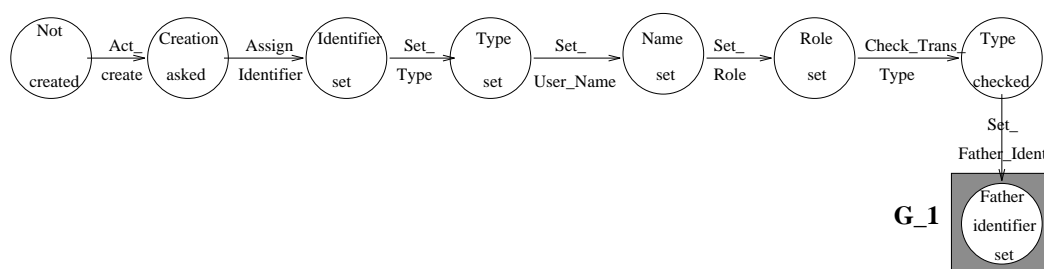 Not
created
Act_
create
Creation
asked
Assign
Identifier
Identifier
set
Set_
Type
Type
set
Set_
User_Name
Name
set
Set_
Role
Role
set
Check_Trans_
Type
Type
checked
Set_
Father_Ident
G_1
Father
identifier
set